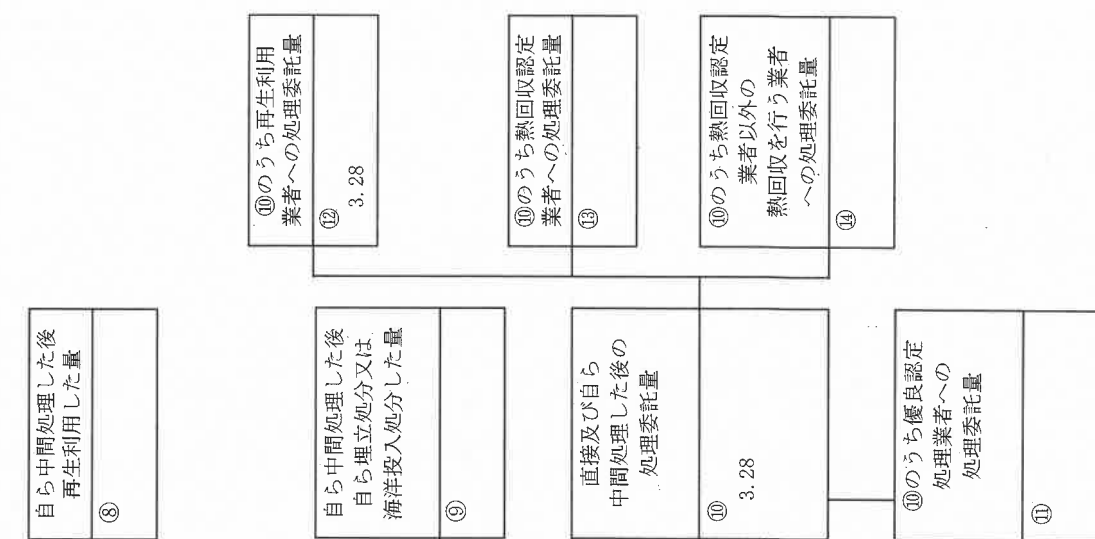 自ら中間処理した後
再生利用した量
⑧
自ら中間処理した後
自ら埋立処分又は
海洋投入処分した量
⑨
直接及び自ら
中間処理した後の
処理委託量
⑩
3.28
⑩のうち優良認定
処理業者への
処理委託量
⑪
⑩のうち再生利用
業者への処理委託量
⑫
3.28
⑩のうち熱回収認定
業者への処理委託量
⑬
⑩のうち熱回収認定
業者以外の
熱回収を行う業者
への処理委託量
⑭